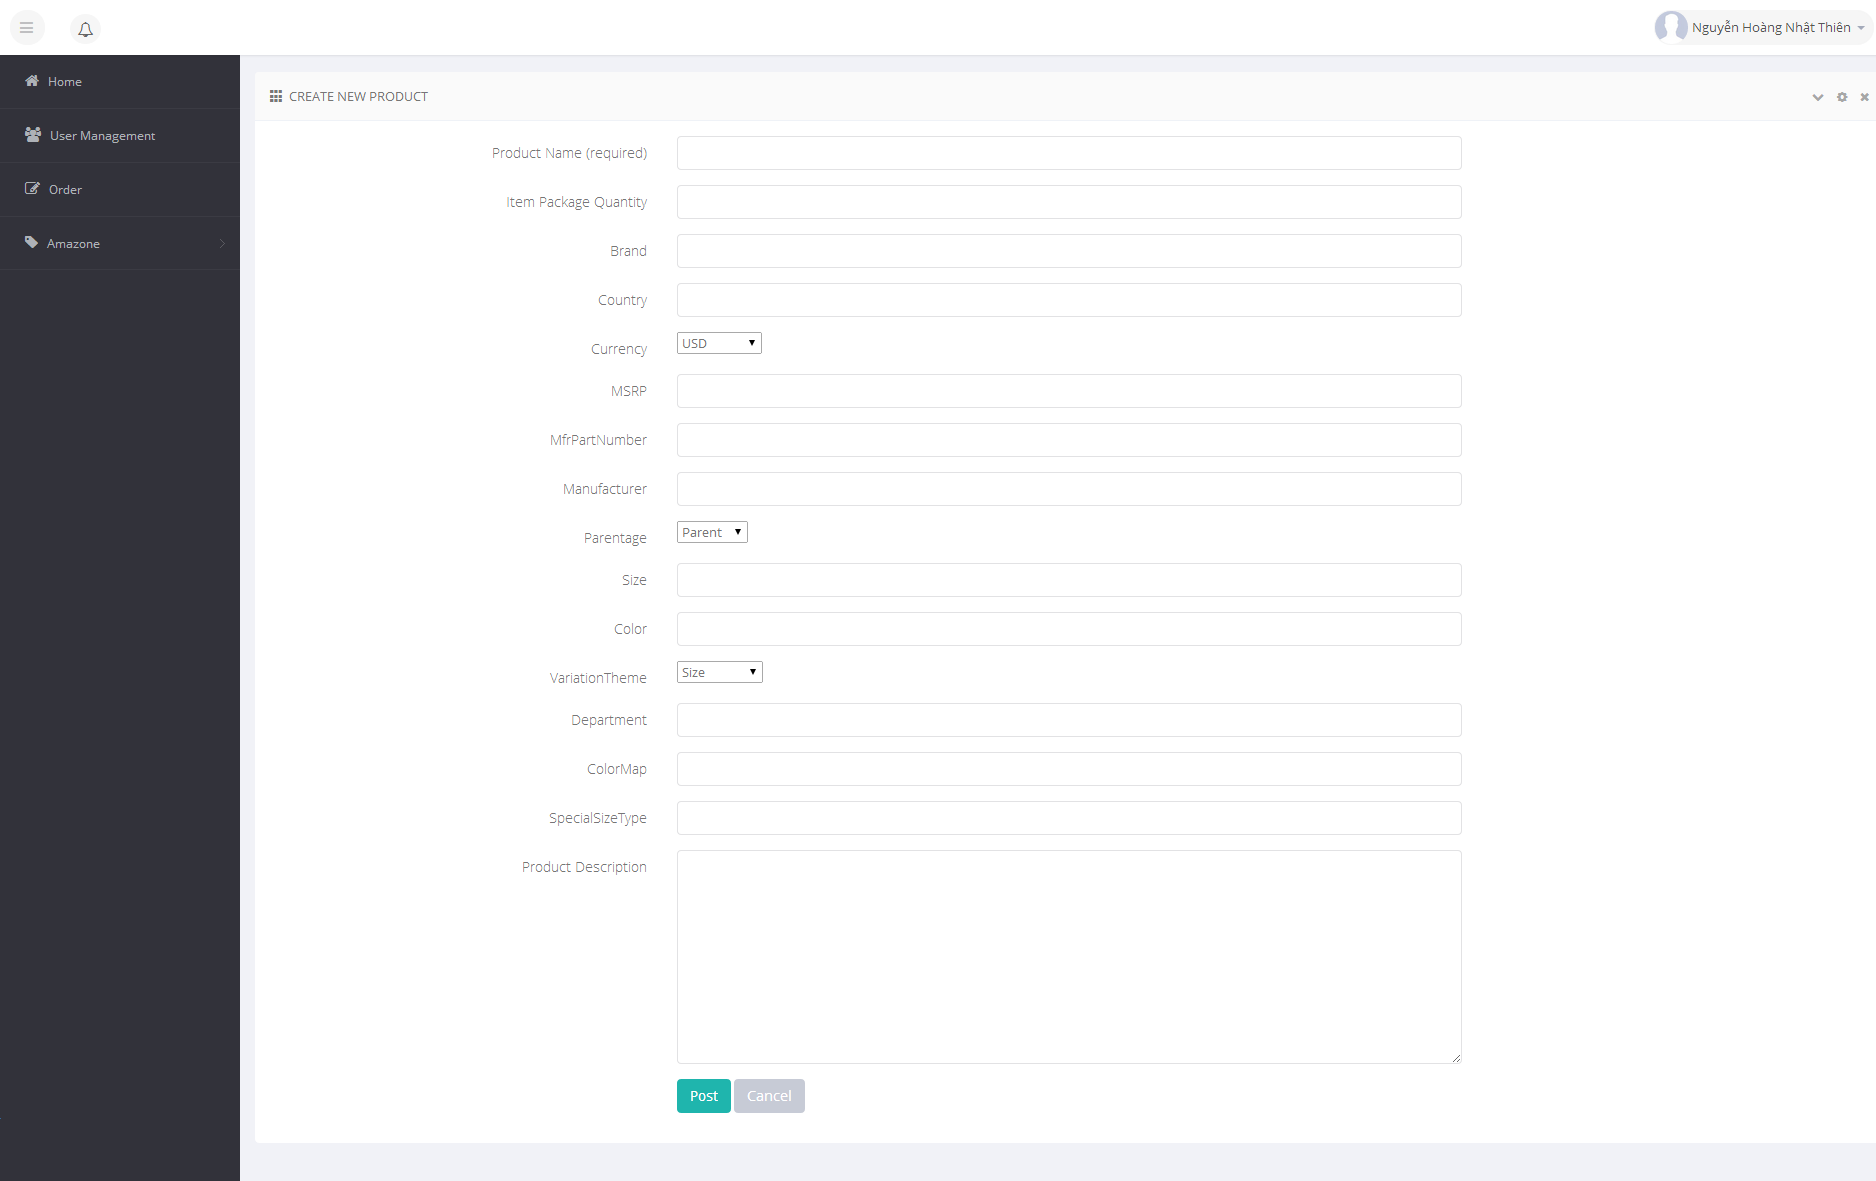 Nguyễn Hoàng Nhật Thiên
Home
User Management
Order
Amazone
CREATE NEW PRODUCT
Product Name (required)
Item Package Quantity
Brand
Country
Currency USD
MSRP
MfrPartNumber
Manufacturer
Parentage Parent
Size
Color
VariationTheme Size
Department
ColorMap
SpecialSizeType
Product Description
Post Cancel